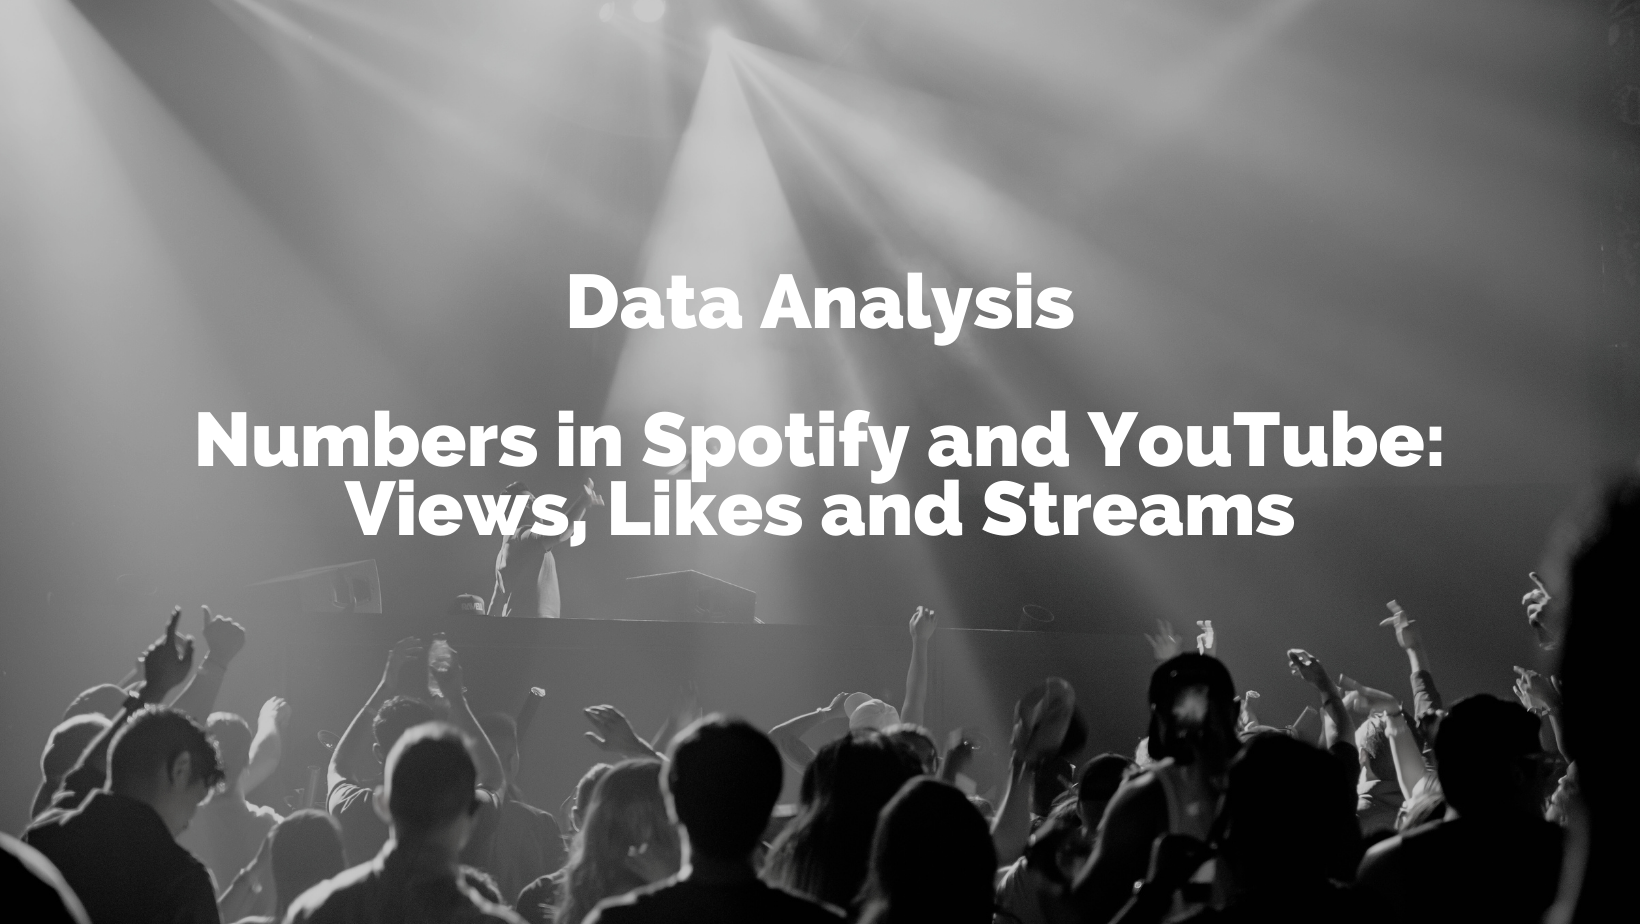 Data Analysis
Numbers in Spotify and YouTube:
Views, Likes and Streams